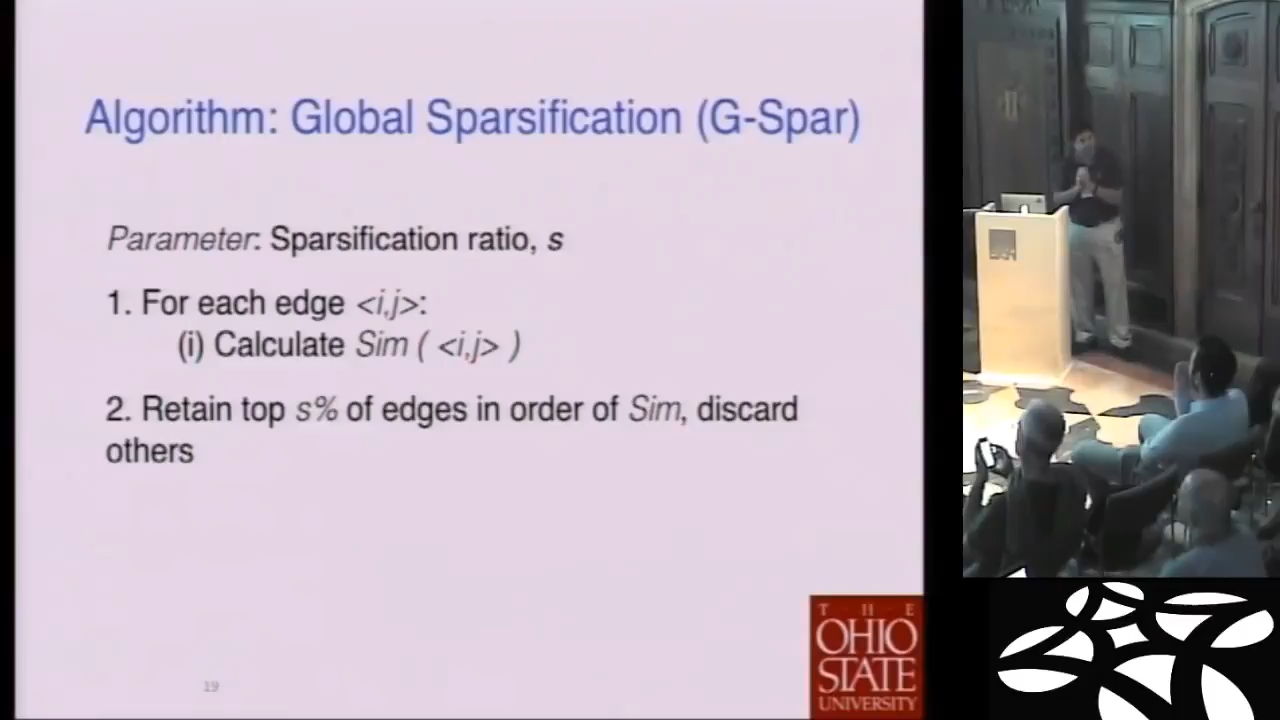 Algorithm: Global Sparsification (G-Spar)
Parameter: Sparsification ratio, s
1. For each edge <i,j>:
(i) Calculate Sim ( <i,j> )
2. Retain top s% of edges in order of Sim, discard
others
19
T · H · E
OHIO
STATE
UNIVERSITY